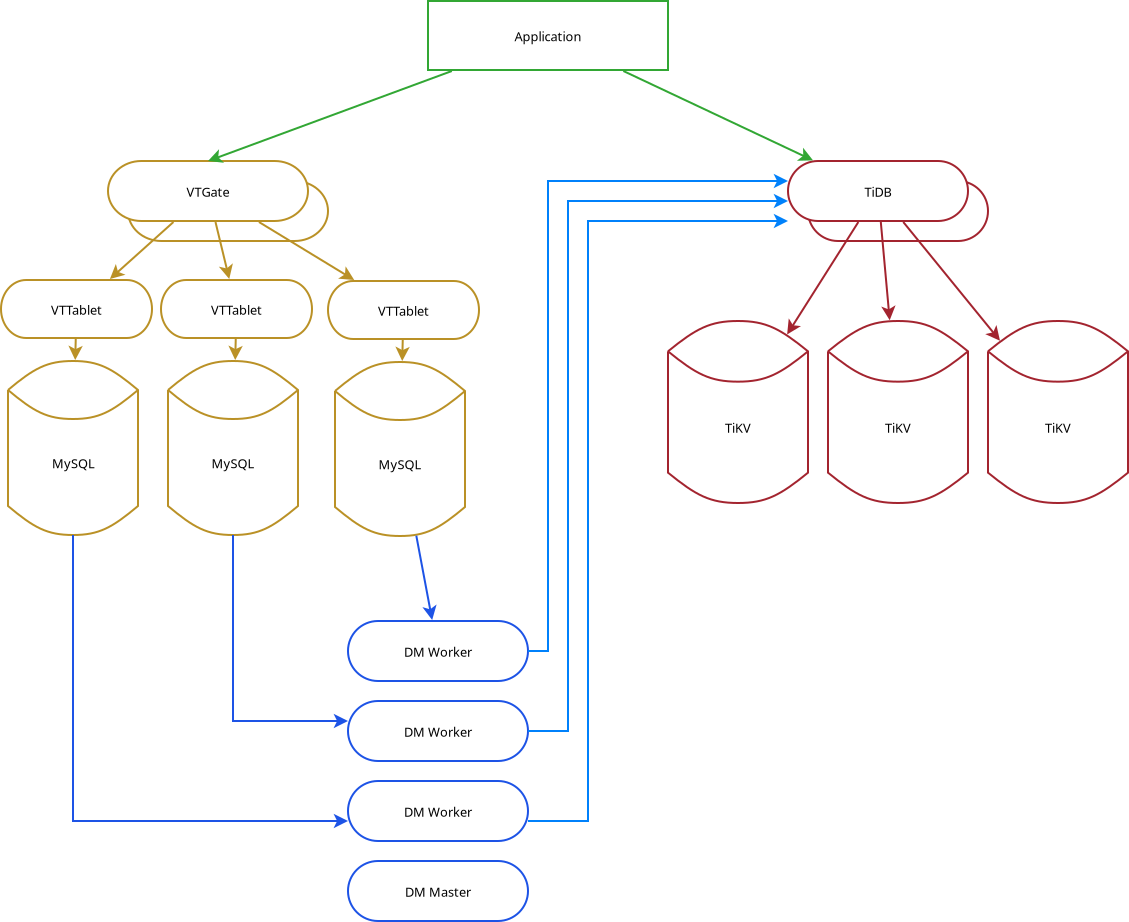 Application
VTGate
TiDB
VTTablet
VTTablet
VTTablet
MySQL
MySQL
MySQL
TiKV
TiKV
TiKV
DM Worker
DM Worker
DM Worker
DM Master